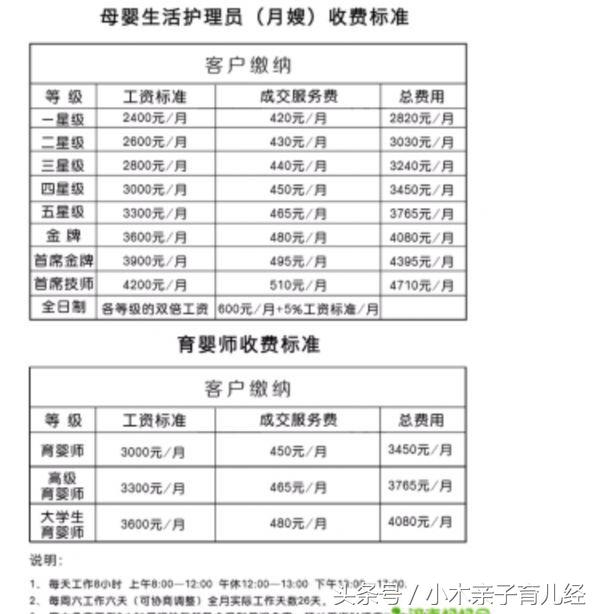 母婴生活护理员（月嫂）收费标准
客户缴纳
等 级 工资标准 成交服务费 总费用
一星级 2400元/月 420元/月 2820元/月
二星级 2600元/月 430元/月 3030元/月
三星级 2800元/月 440元/月 3240元/月
四星级 3000元/月 450元/月 3450元/月
五星级 3300元/月 465元/月 3765元/月
金 牌 3600元/月 480元/月 4080元/月
首席金牌 3900元/月 495元/月 4395元/月
首席技师 4200元/月 510元/月 4710元/月
全日制 各等级的双倍工资 600元/月+5%工资标准/月
育婴师收费标准
客户缴纳
等 级 工资标准 成交服务费 总费用
育婴师 3000元/月 450元/月 3450元/月
高级
育婴师 3300元/月 465元/月 3765元/月
大学生
育婴师 3600元/月 480元/月 4080元/月
说明：
1、每天工作8小时 上午8:00—12:00 午休12:00—13:00 下午
2、每周六工作六天（可协商调整）全月实际工作天数26天。
头条号/小木亲子育儿经